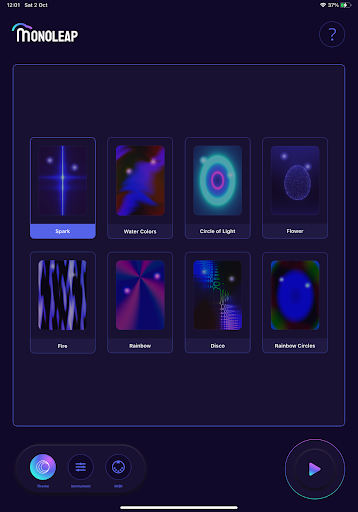 12:01 Sat 2 Oct 37%
MONOLEAP
?
Spark
Water Colors
Circle of Light
Flower
Fire
Rainbow
Disco
Rainbow Circles
Theme
Instrument
MIDI